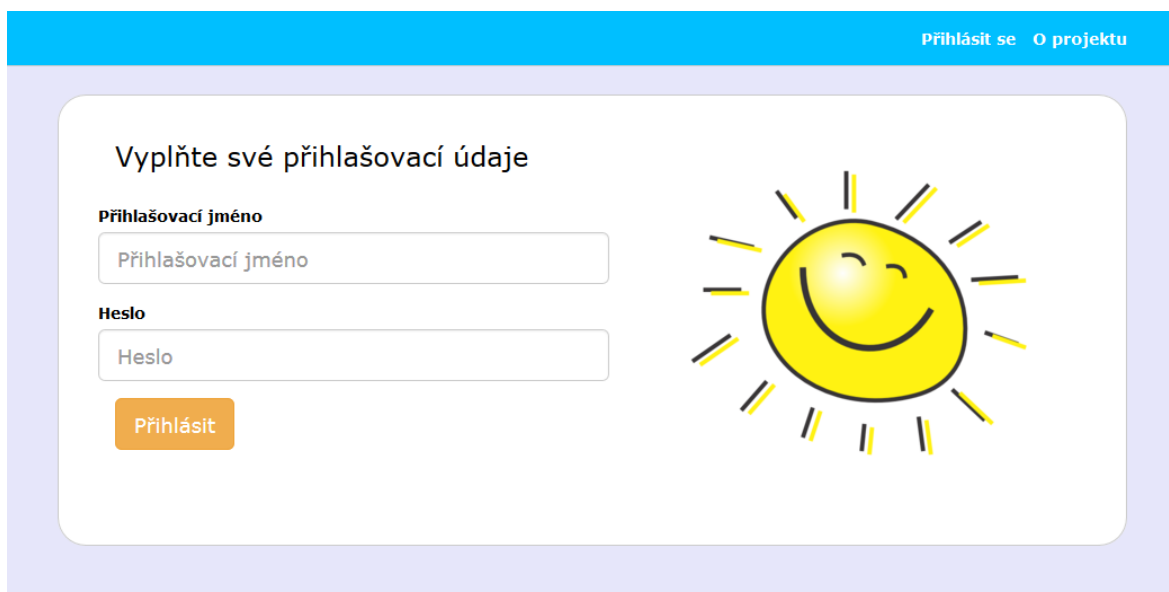 Přihlásit se O projektu
Vyplňte své přihlašovací údaje
Přihlašovací jméno
Přihlašovací jméno
Heslo
Heslo
Přihlásit